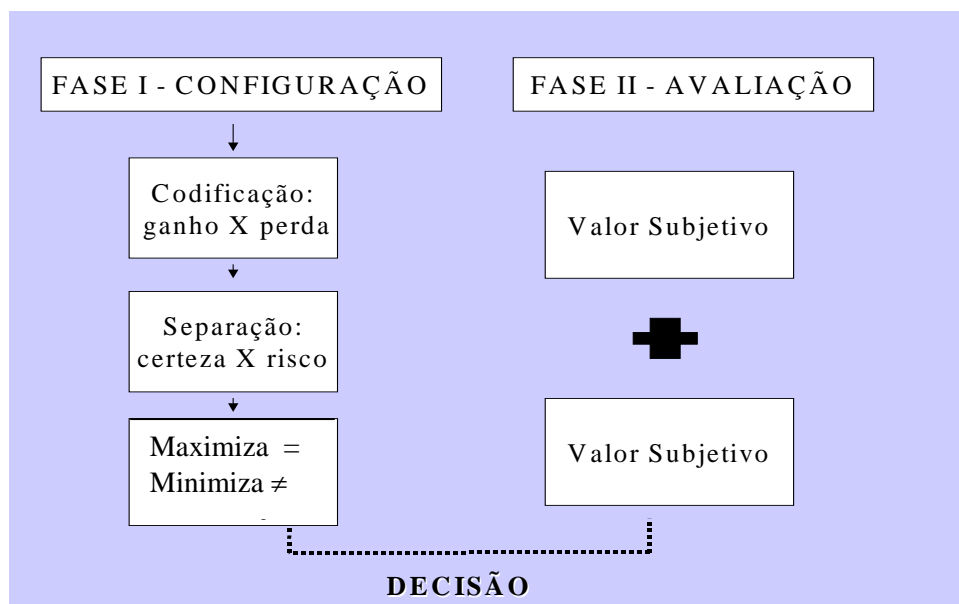 FASE I - CONFIGURAÇÃO
Codificação:
ganho X perda
Separação:
certeza X risco
Maximiza =
Minimiza ≠
FASE II - AVALIAÇÃO
Valor Subjetivo
Valor Subjetivo
DECISÃO